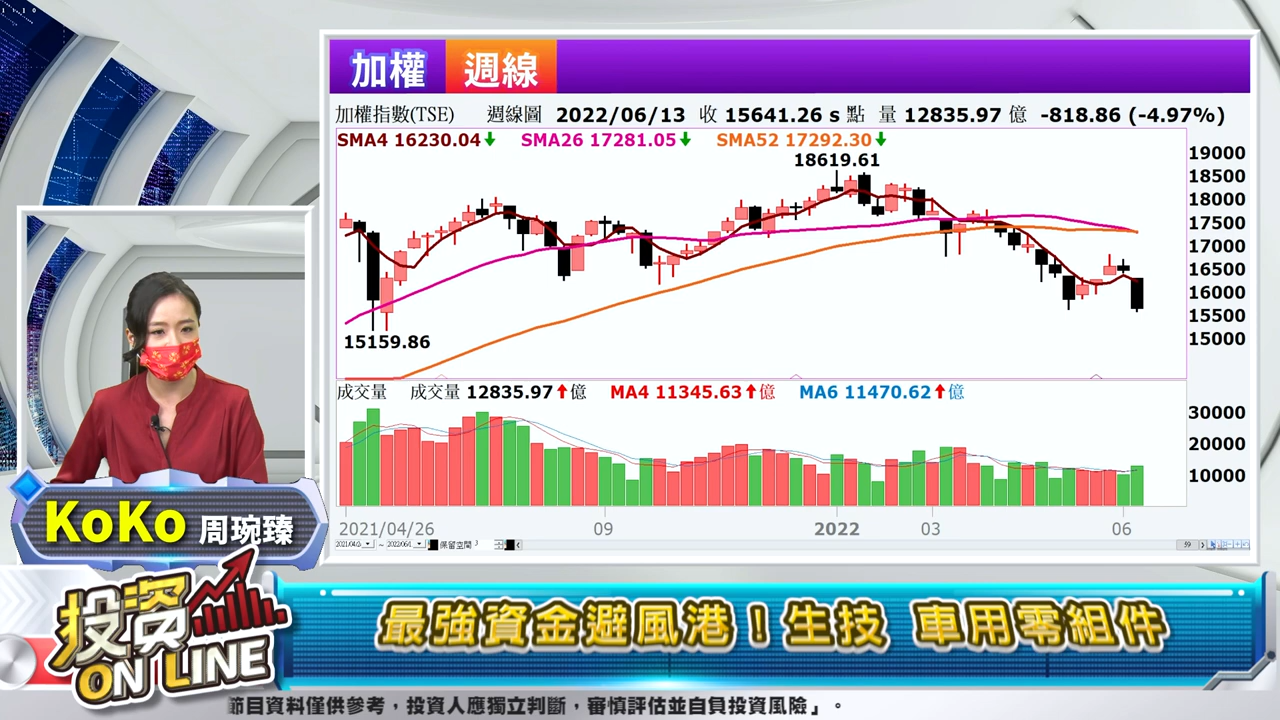 加權 週線
加權指數(TSE) 週線圖 2022/06/13 收 15641.26 s 點 量 12835.97 億 -818.86 (-4.97%)
SMA4 16230.04↓ SMA26 17281.05↓ SMA52 17292.30↓
18619.61
19000
18500
18000
17500
17000
16500
16000
15500
15000
15159.86
成交量 成交量 12835.97↑億 MA4 11345.63↑億 MA6 11470.62↑億
30000
20000
10000
2021/04/26 09 2022 03 06
保留空間
59
KoKo 周琬臻
投資
ON LINE
最強資金避風港！生技 車用零組件
節目資料僅供參考，投資人應獨立判斷，審慎評估並自負投資風險」。